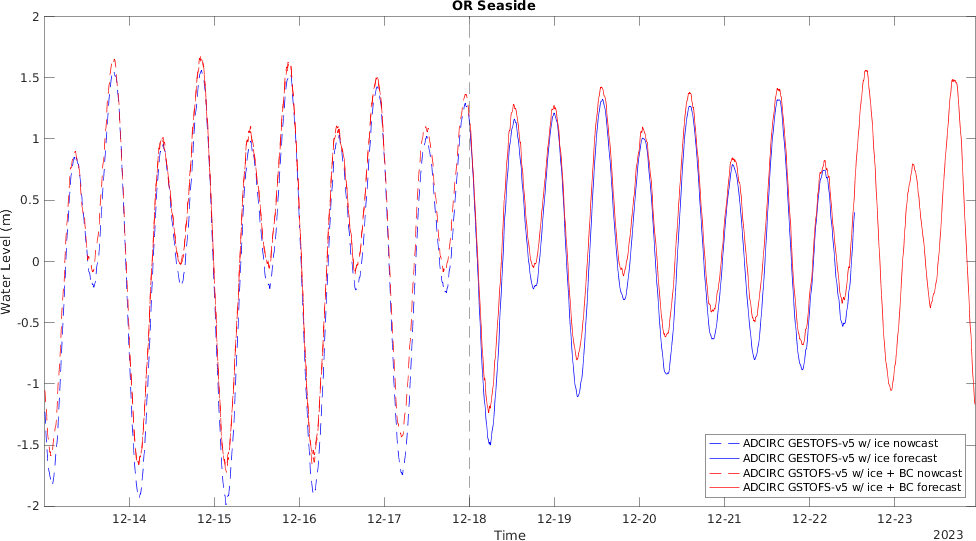 OR Seaside
2
1.5
1
0.5
0
-0.5
-1
-1.5
-2
Water Level (m)
12-14 12-15 12-16 12-17 12-18 12-19 12-20 12-21 12-22 12-23
Time
2023
ADCIRC GESTOFS-v5 w/ ice nowcast
ADCIRC GESTOFS-v5 w/ ice forecast
ADCIRC GSTOFS-v5 w/ ice + BC nowcast
ADCIRC GSTOFS-v5 w/ ice + BC forecast